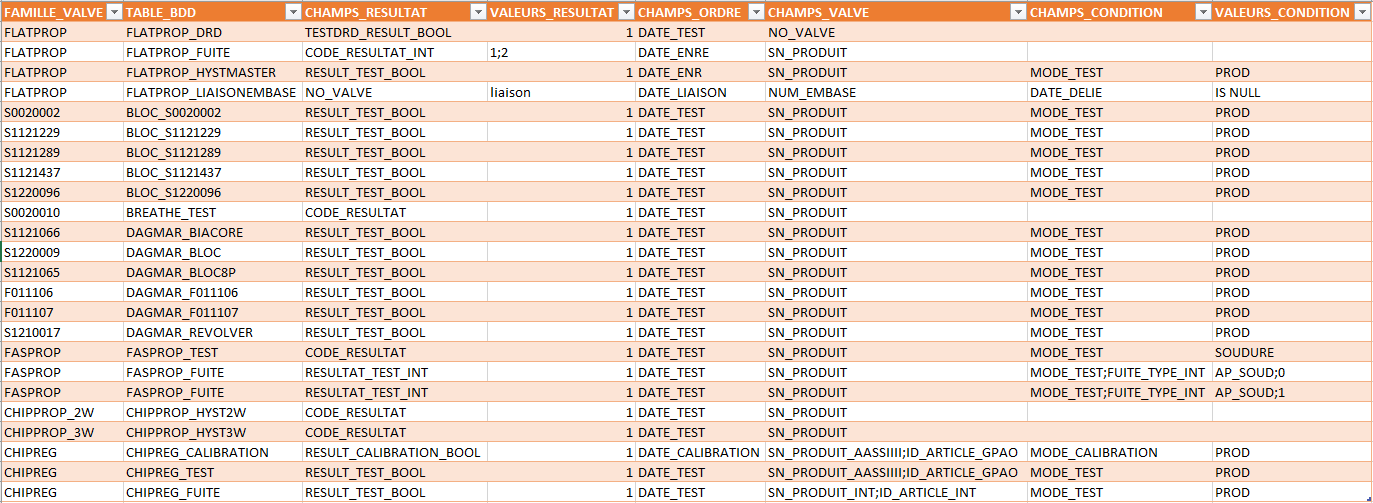 FAMILLE_VALVE TABLE_BDD CHAMPS_RESULTAT VALEURS_RESULTAT CHAMPS_ORDRE CHAMPS_VALVE CHAMPS_CONDITION VALEURS_CONDITION
FLATPROP FLATPROP_DRD TESTDRD_RESULT_BOOL 1 DATE_TEST NO_VALVE
FLATPROP FLATPROP_FUITE CODE_RESULTAT_INT 1;2 DATE_ENRE SN_PRODUIT
FLATPROP FLATPROP_HYSTMASTER RESULT_TEST_BOOL 1 DATE_ENR SN_PRODUIT MODE_TEST PROD
FLATPROP FLATPROP_LIAISONEMBASE NO_VALVE liaison DATE_LIAISON NUM_EMBASE DATE_DELIE IS NULL
S0020002 BLOC_S0020002 RESULT_TEST_BOOL 1 DATE_TEST SN_PRODUIT MODE_TEST PROD
S1121229 BLOC_S1121229 RESULT_TEST_BOOL 1 DATE_TEST SN_PRODUIT MODE_TEST PROD
S1121289 BLOC_S1121289 RESULT_TEST_BOOL 1 DATE_TEST SN_PRODUIT MODE_TEST PROD
S1121437 BLOC_S1121437 RESULT_TEST_BOOL 1 DATE_TEST SN_PRODUIT MODE_TEST PROD
S1220096 BLOC_S1220096 RESULT_TEST_BOOL 1 DATE_TEST SN_PRODUIT MODE_TEST PROD
S0020010 BREATHE_TEST CODE_RESULTAT 1 DATE_TEST SN_PRODUIT
S1121066 DAGMAR_BIACORE RESULT_TEST_BOOL 1 DATE_TEST SN_PRODUIT MODE_TEST PROD
S1220009 DAGMAR_BLOC RESULT_TEST_BOOL 1 DATE_TEST SN_PRODUIT MODE_TEST PROD
S1121065 DAGMAR_BLOC8P RESULT_TEST_BOOL 1 DATE_TEST SN_PRODUIT MODE_TEST PROD
F011106 DAGMAR_F011106 RESULT_TEST_BOOL 1 DATE_TEST SN_PRODUIT MODE_TEST PROD
F011107 DAGMAR_F011107 RESULT_TEST_BOOL 1 DATE_TEST SN_PRODUIT MODE_TEST PROD
S1210017 DAGMAR_REVOLVER RESULT_TEST_BOOL 1 DATE_TEST SN_PRODUIT MODE_TEST PROD
FASPROP FASPROP_TEST CODE_RESULTAT 1 DATE_TEST SN_PRODUIT MODE_TEST SOUDURE
FASPROP FASPROP_FUITE RESULTAT_TEST_INT 1 DATE_TEST SN_PRODUIT MODE_TEST;FUITE_TYPE_INT AP_SOUD;0
FASPROP FASPROP_FUITE RESULTAT_TEST_INT 1 DATE_TEST SN_PRODUIT MODE_TEST;FUITE_TYPE_INT AP_SOUD;1
CHIPPROP_2W CHIPPROP_HYST2W CODE_RESULTAT 1 DATE_TEST SN_PRODUIT
CHIPPROP_3W CHIPPROP_HYST3W CODE_RESULTAT 1 DATE_TEST SN_PRODUIT
CHIPREG CHIPREG_CALIBRATION RESULT_CALIBRATION_BOOL 1 DATE_CALIBRATION SN_PRODUIT_AASSIIII;ID_ARTICLE_GPAO MODE_CALIBRATION PROD
CHIPREG CHIPREG_TEST RESULT_TEST_BOOL 1 DATE_TEST SN_PRODUIT_AASSIIII;ID_ARTICLE_GPAO MODE_TEST PROD
CHIPREG CHIPREG_FUITE RESULT_TEST_BOOL 1 DATE_TEST SN_PRODUIT_INT;ID_ARTICLE_INT MODE_TEST PROD